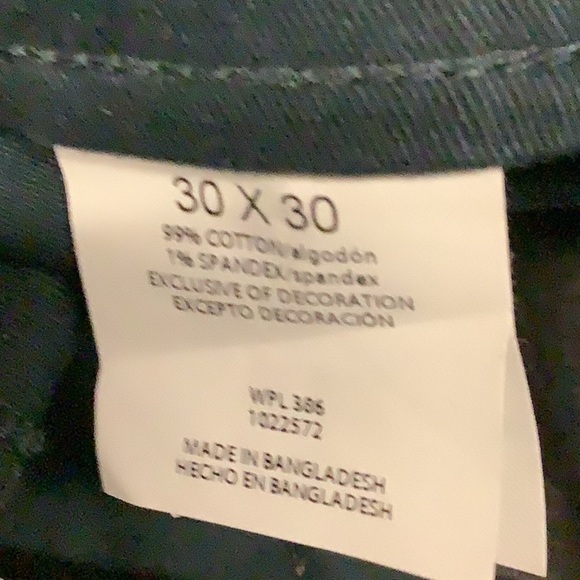 30 X 30
99% COTTON/algodón
1% SPANDEX/spandex
EXCLUSIVE OF DECORATION
EXCEPTO DECORACIÓN
WPL 386
1022572
MADE IN BANGLADESH
HECHO EN BANGLADESH